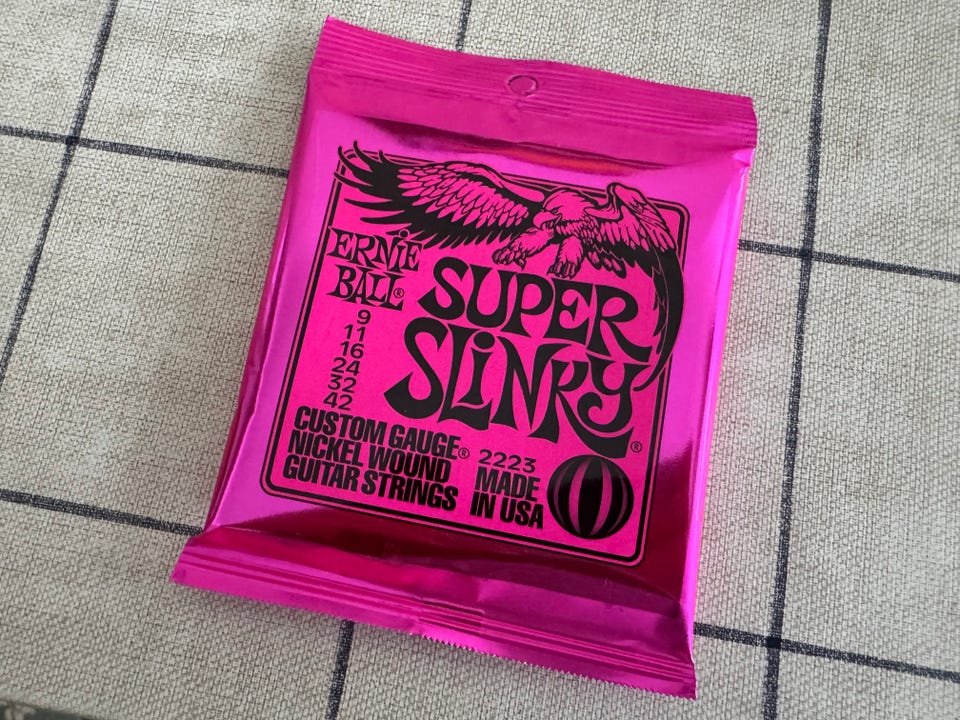 ERNiE
BALL®
SUPER
SLiNKY®
9
11
16
24
32
42
CUSTOM GAUGE®
NICKEL WOUND
GUITAR STRINGS
2223
MADE
IN USA